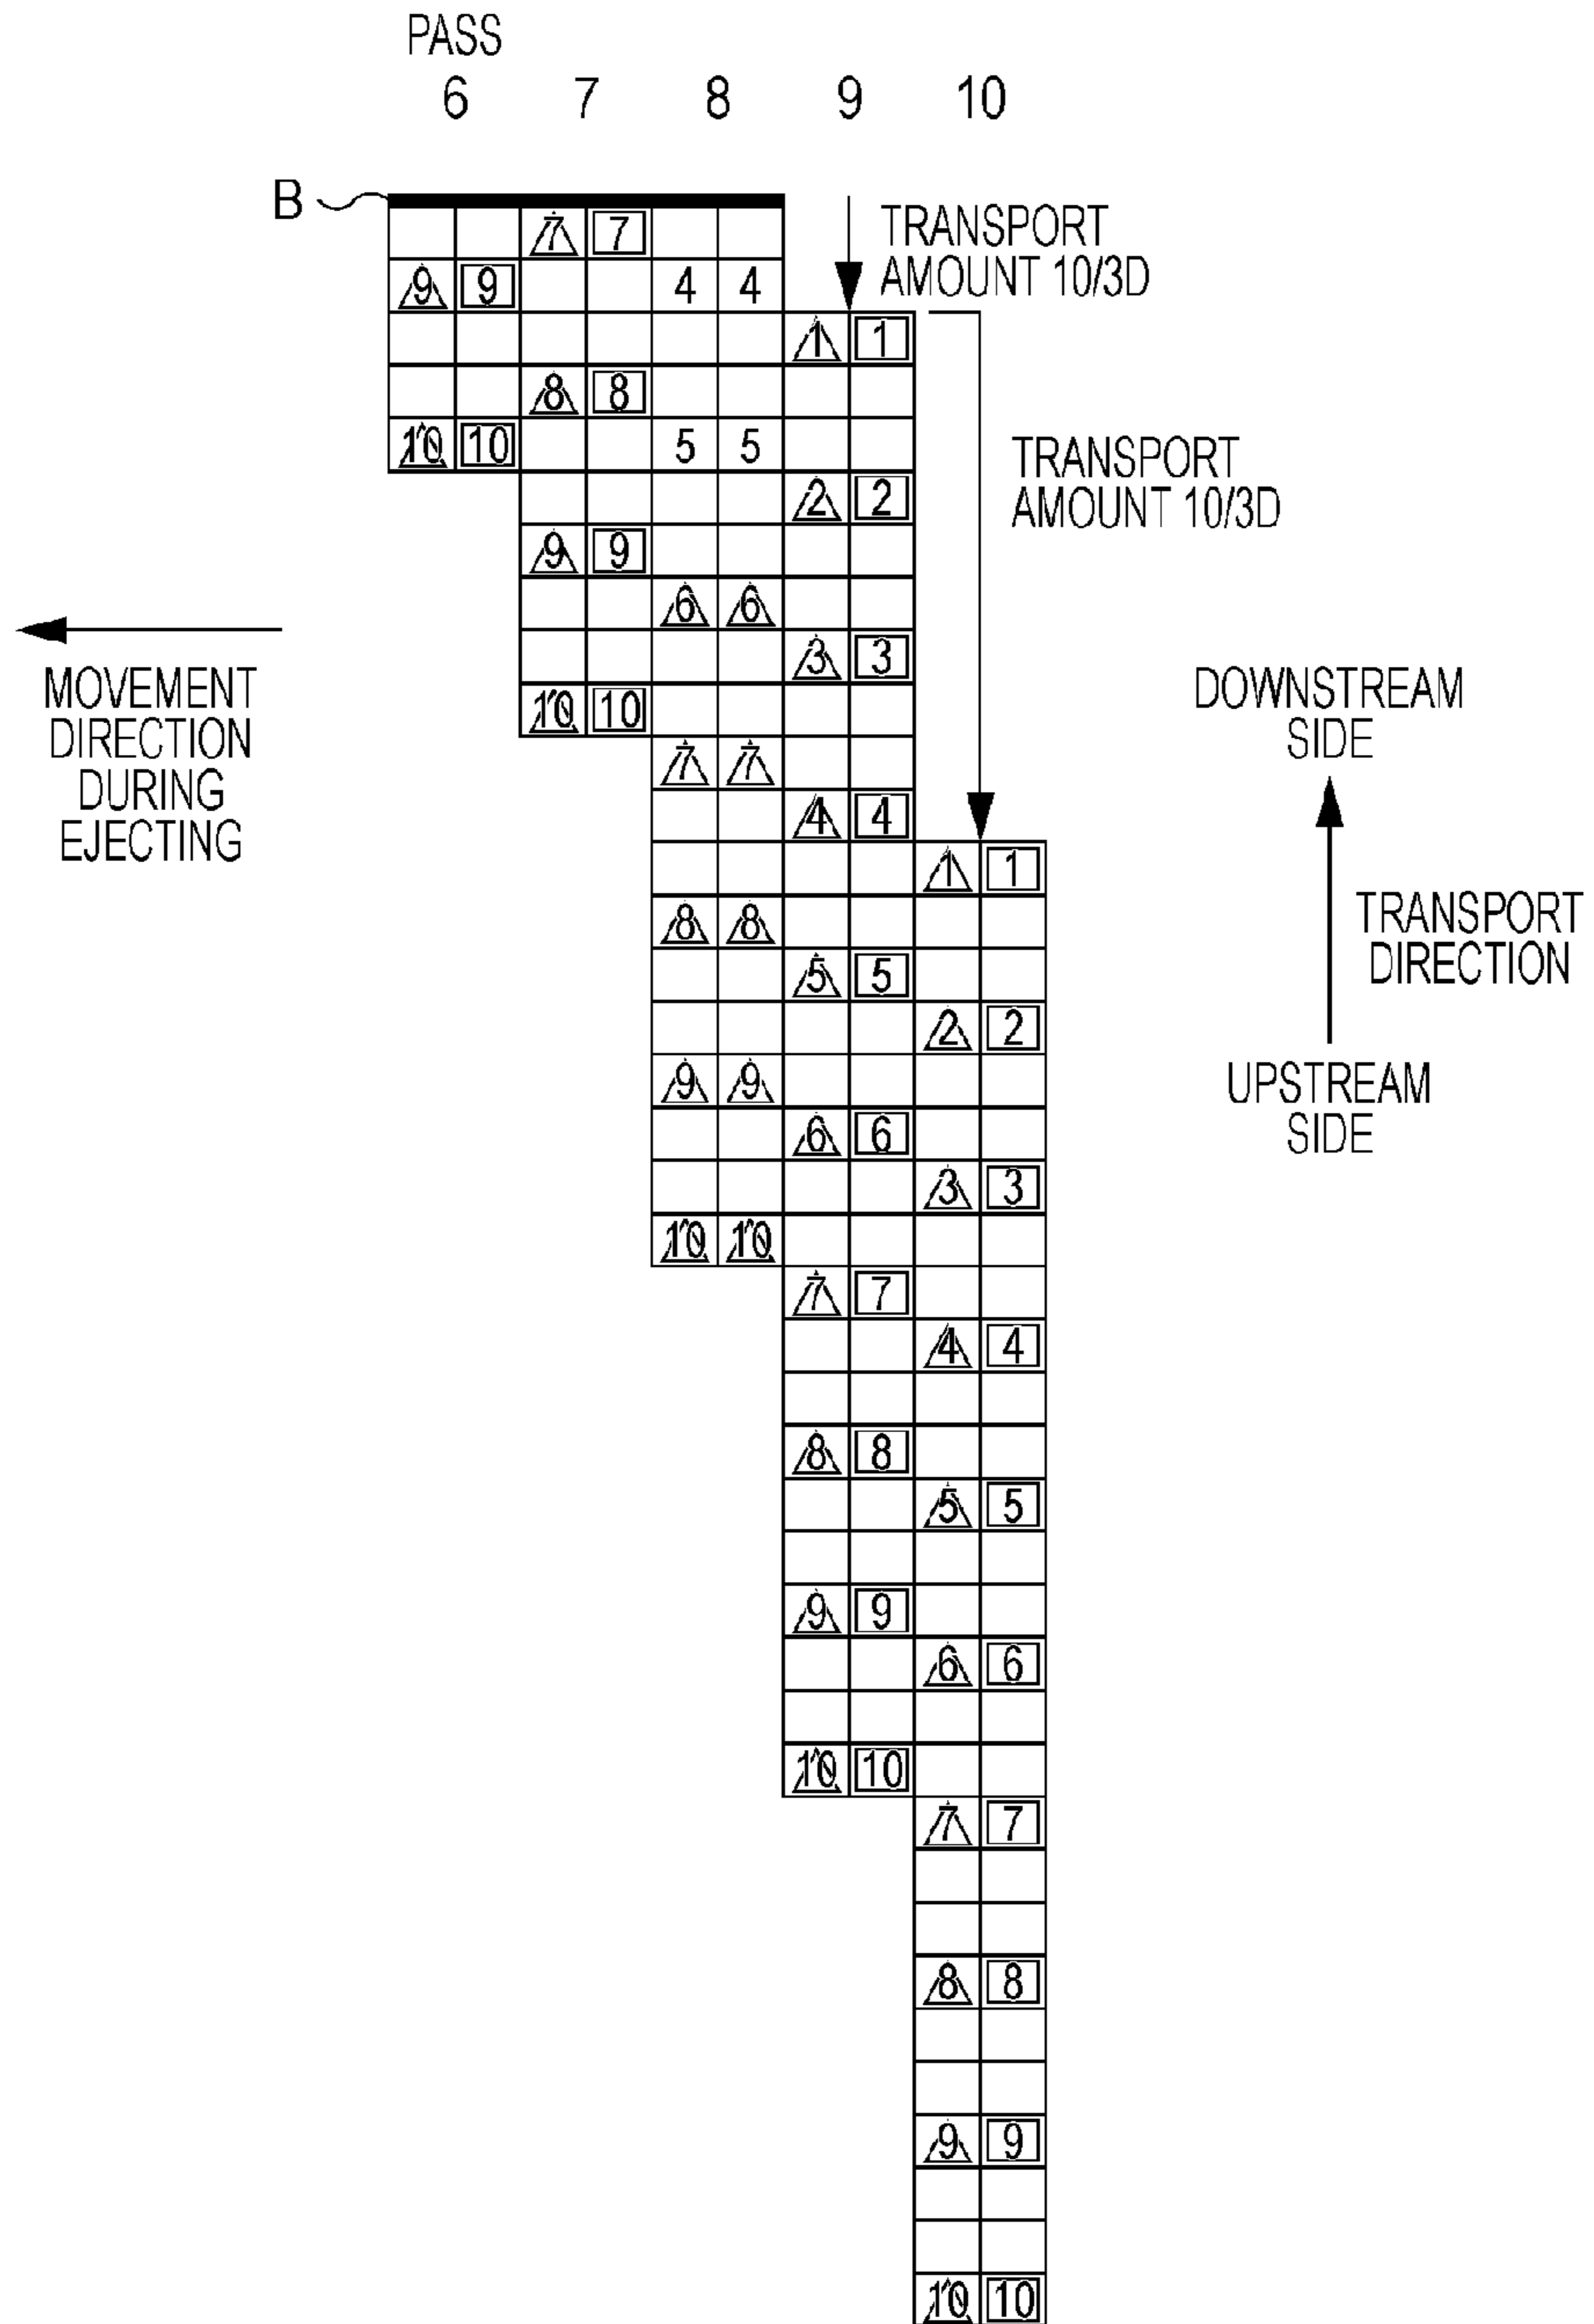 PASS
6 7 8 9 10
B
TRANSPORT
AMOUNT 10/3D
7 7
9 9 4 4
1 1
8 8
10 10 5 5
TRANSPORT
AMOUNT 10/3D
2 2
9 9
6 6
3 3
10 10
7 7
4 4
1 1
8 8
5 5
2 2
9 9
6 6
3 3
10 10
7 7
4 4
8 8
5 5
9 9
6 6
10 10
7 7
8 8
9 9
10 10
MOVEMENT
DIRECTION
DURING
EJECTING
DOWNSTREAM
SIDE
TRANSPORT
DIRECTION
UPSTREAM
SIDE